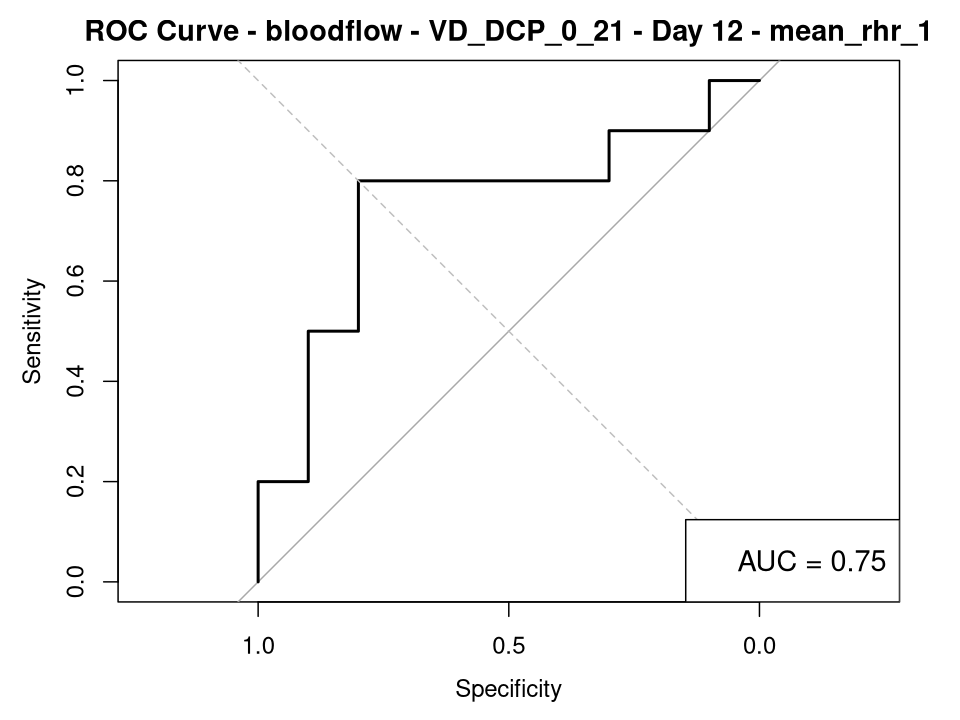 ROC Curve - bloodflow - VD_DCP_0_21 - Day 12 - mean_rhr_1
1.0
0.8
0.6
0.4
0.2
0.0
Sensitivity
AUC = 0.75
1.0 0.5 0.0
Specificity